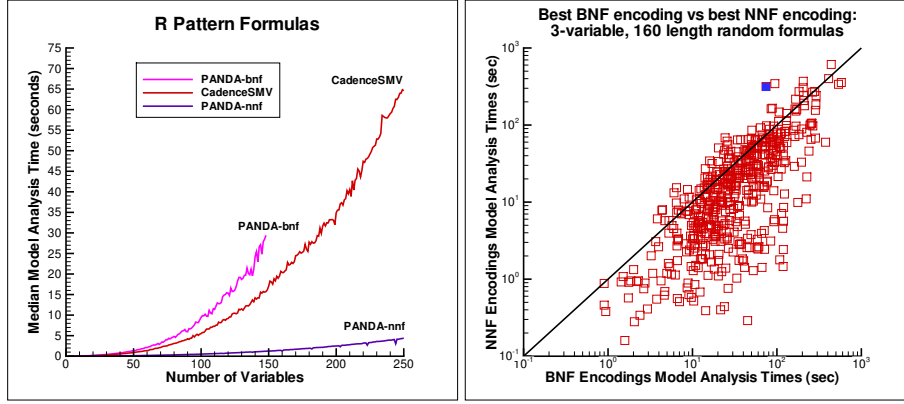 R Pattern Formulas
75
70
65
60
55
50
45
40
35
30
25
20
15
10
5
0
Median Model Analysis Time (seconds)
PANDA-bnf
CadenceSMV
PANDA-nnf
CadenceSMV
PANDA-bnf
PANDA-nnf
0 50 100 150 200 250
Number of Variables
Best BNF encoding vs best NNF encoding:
3-variable, 160 length random formulas
10³
10²
10¹
10⁰
10⁻¹
NNF Encodings Model Analysis Times (sec)
10⁻¹ 10⁰ 10¹ 10² 10³
BNF Encodings Model Analysis Times (sec)